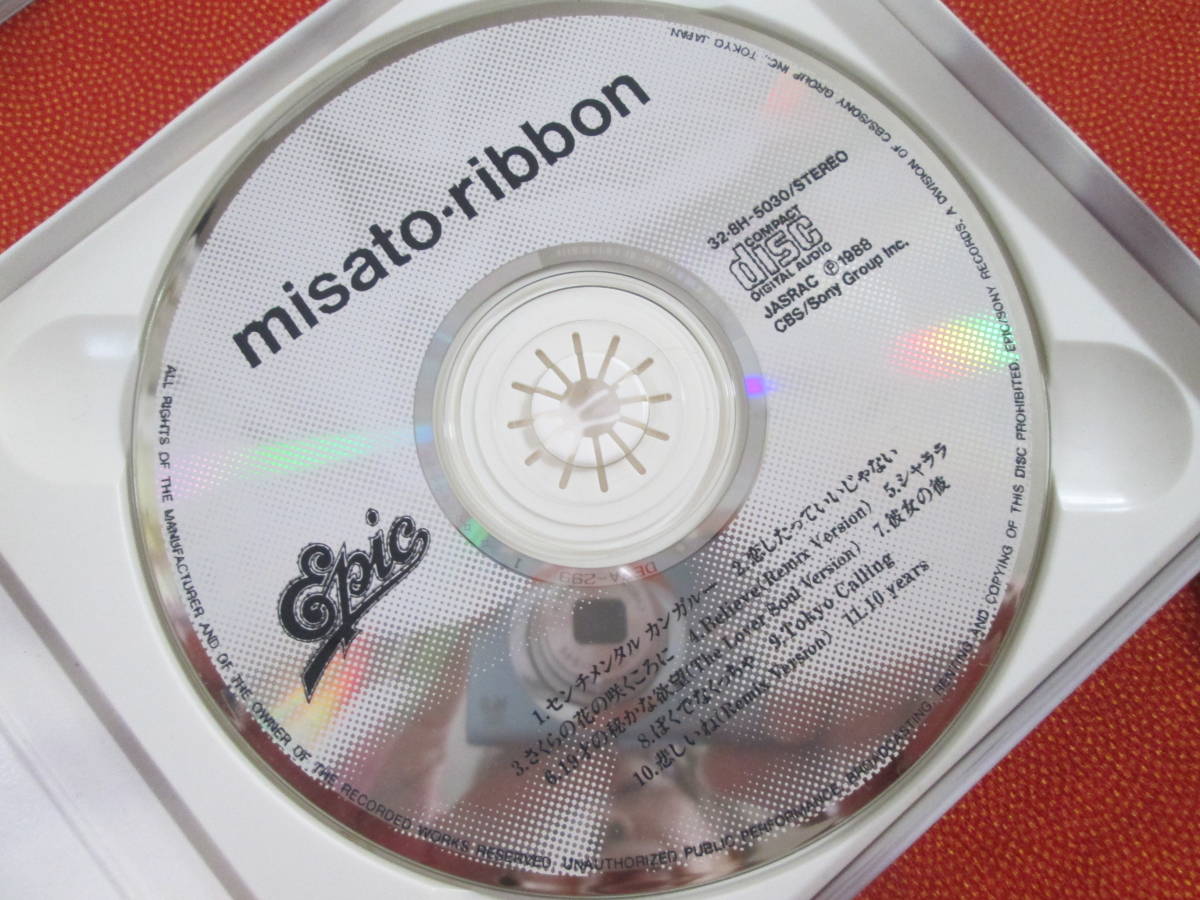 misato·ribbon
32·8H-5030/STEREO
COMPACT
disc
DIGITAL AUDIO
JASRAC ℗1988
CBS/Sony Group Inc.
Epic
1.センチメンタル カンガルー 2.恋したっていいじゃない
3.さくらの花の咲くころに 4.Believe(Remix Version) 5.シャララ
6.19才の秘かな欲望(The Lover Soul Version) 7.彼女の彼
8.ぼくでなくっちゃ 9.Tokyo Calling
10.悲しいね(Remix Version) 11.10 years
ALL RIGHTS OF THE MANUFACTURER AND OF THE OWNER OF THE RECORDED WORKS RESERVED. UNAUTHORIZED PUBLIC PERFORMANCE, BROADCASTING, RENTING AND COPYING OF THIS DISC PROHIBITED. EPIC/SONY RECORDS, A DIVISION OF CBS/SONY GROUP INC., TOKYO JAPAN.